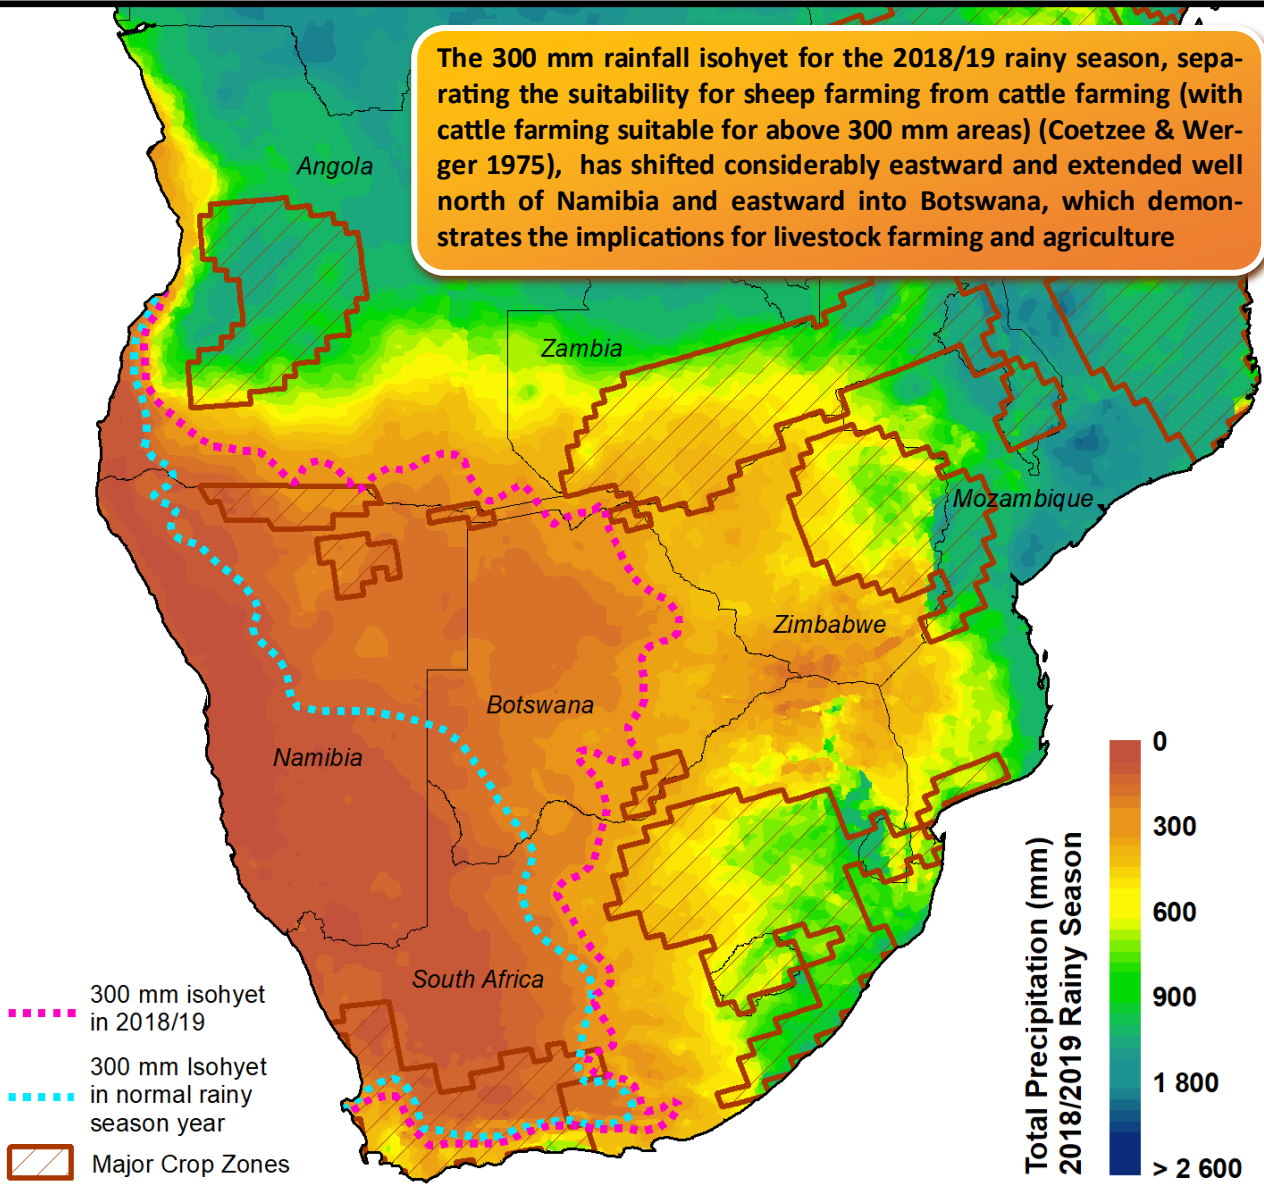 The 300 mm rainfall isohyet for the 2018/19 rainy season, sepa-
rating the suitability for sheep farming from cattle farming (with
cattle farming suitable for above 300 mm areas) (Coetzee & Wer-
ger 1975), has shifted considerably eastward and extended well
north of Namibia and eastward into Botswana, which demon-
strates the implications for livestock farming and agriculture
Angola
Zambia
Mozambique
Zimbabwe
Botswana
Namibia
South Africa
300 mm isohyet
in 2018/19
300 mm Isohyet
in normal rainy
season year
Major Crop Zones
Total Precipitation (mm)
2018/2019 Rainy Season
0
300
600
900
1 800
> 2 600